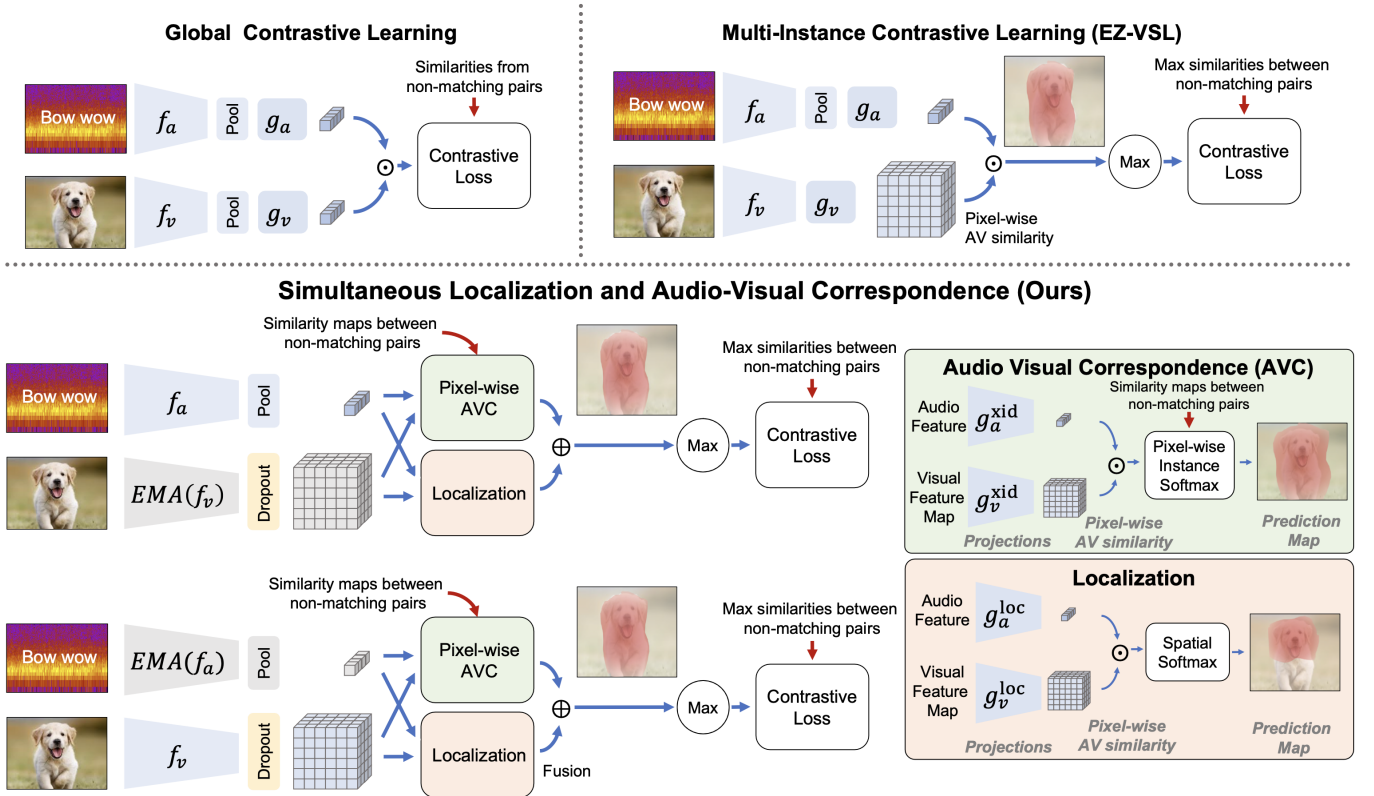 Global Contrastive Learning
Similarities from
non-matching pairs
Bow wow
f_a
Pool
g_a
f_v
Pool
g_v
⊙
Contrastive
Loss
Multi-Instance Contrastive Learning (EZ-VSL)
Max similarities between
non-matching pairs
Bow wow
f_a
Pool
g_a
f_v
g_v
⊙
Pixel-wise
AV similarity
Max
Contrastive
Loss
Simultaneous Localization and Audio-Visual Correspondence (Ours)
Similarity maps between
non-matching pairs
Bow wow
f_a
Pool
EMA(f_v)
Dropout
Pixel-wise
AVC
Localization
⊕
Max
Max similarities between
non-matching pairs
Contrastive
Loss
Similarity maps between
non-matching pairs
Bow wow
EMA(f_a)
Pool
f_v
Dropout
Pixel-wise
AVC
Localization
⊕
Fusion
Max
Max similarities between
non-matching pairs
Contrastive
Loss
Audio Visual Correspondence (AVC)
Similarity maps between
non-matching pairs
Audio
Feature
g_a^xid
Visual
Feature
Map
g_v^xid
⊙
Pixel-wise
Instance
Softmax
Projections
Pixel-wise
AV similarity
Prediction
Map
Localization
Audio
Feature
g_a^loc
Visual
Feature
Map
g_v^loc
⊙
Spatial
Softmax
Projections
Pixel-wise
AV similarity
Prediction
Map